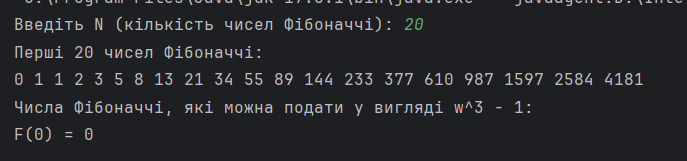 Введіть N (кількість чисел Фібоначчі): 20
Перші 20 чисел Фібоначчі:
0 1 1 2 3 5 8 13 21 34 55 89 144 233 377 610 987 1597 2584 4181
Числа Фібоначчі, які можна подати у вигляді w^3 - 1:
F(0) = 0